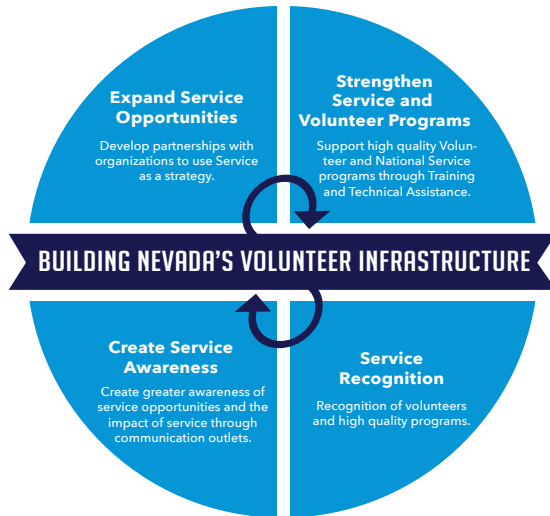 Expand Service
Opportunities
Develop partnerships with
organizations to use Service
as a strategy.
Strengthen
Service and
Volunteer Programs
Support high quality Volun-
teer and National Service
programs through Training
and Technical Assistance.
BUILDING NEVADA'S VOLUNTEER INFRASTRUCTURE
Create Service
Awareness
Create greater awareness of
service opportunities and the
impact of service through
communication outlets.
Service
Recognition
Recognition of volunteers
and high quality programs.